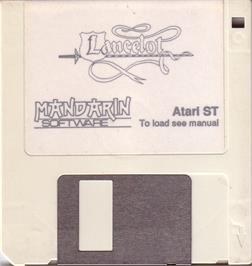 Lancelot
MANDARIN
SOFTWARE
Atari ST
To load see manual